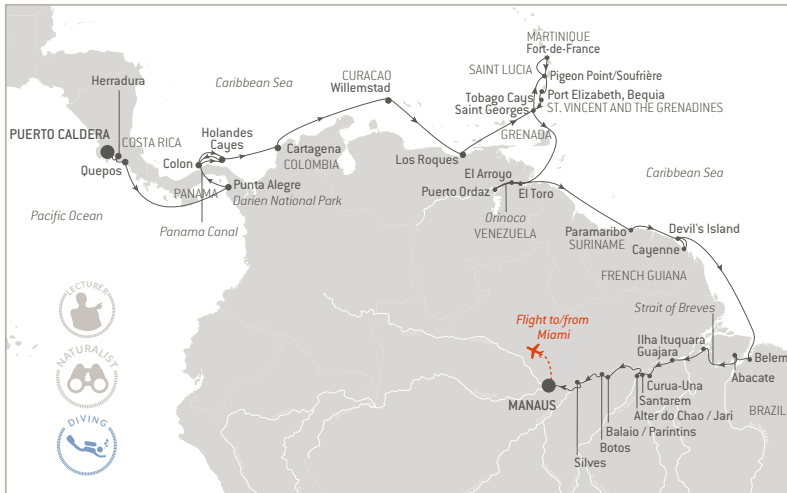 MARTINIQUE
Fort-de-France
Herradura
Caribbean Sea
CURACAO
Willemstad
SAINT LUCIA
Pigeon Point/Soufrière
Tobago Cays
Saint Georges
Port Elizabeth, Bequia
ST. VINCENT AND THE GRENADINES
GRENADA
PUERTO CALDERA
COSTA RICA
Quepos
Holandes
Cayes
Colon
Cartagena
COLOMBIA
Los Roques
PANAMA
Punta Alegre
Darien National Park
Panama Canal
Pacific Ocean
El Arroyo
Puerto Ordaz
El Toro
Orinoco
VENEZUELA
Caribbean Sea
Paramaribo
SURINAME
Devil's Island
Cayenne
FRENCH GUIANA
Strait of Breves
LECTURER
NATURALIST
DIVING
Flight to/from
Miami
MANAUS
Ilha Ituquara
Guajara
Belem
Abacate
BRAZIL
Curua-Una
Santarem
Alter do Chao / Jari
Balaio / Parintins
Botos
Silves